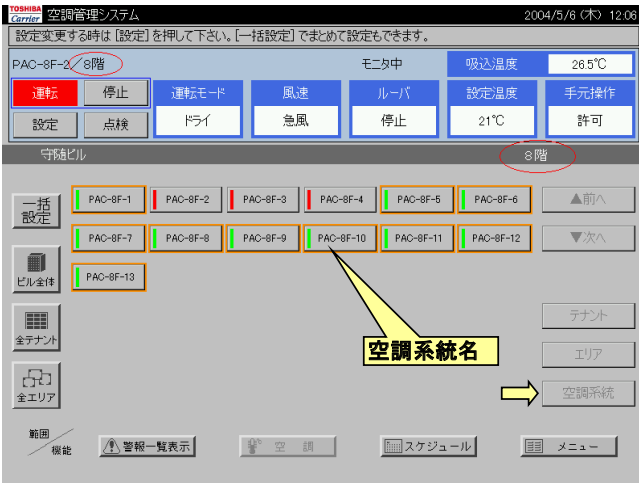 TOSHIBA
Carrier 空調管理システム 2004/5/6 (木) 12:06
設定変更する時は [設定] を押して下さい。[一括設定] でまとめて設定もできます。
PAC-8F-2/8階 モニタ中 吸込温度 26.5℃
運転 停止 運転モード 風速 ルーバ 設定温度 手元操作
設定 点検 ドライ 急風 停止 21℃ 許可
守随ビル 8階
一括
設定
PAC-8F-1 PAC-8F-2 PAC-8F-3 PAC-8F-4 PAC-8F-5 PAC-8F-6 ▲前へ
PAC-8F-7 PAC-8F-8 PAC-8F-9 PAC-8F-10 PAC-8F-11 PAC-8F-12 ▼次へ
ビル全体 PAC-8F-13
全テナント テナント
空調系統名 エリア
全エリア 空調系統
範囲/機能 警報一覧表示 空調 スケジュール メニュー